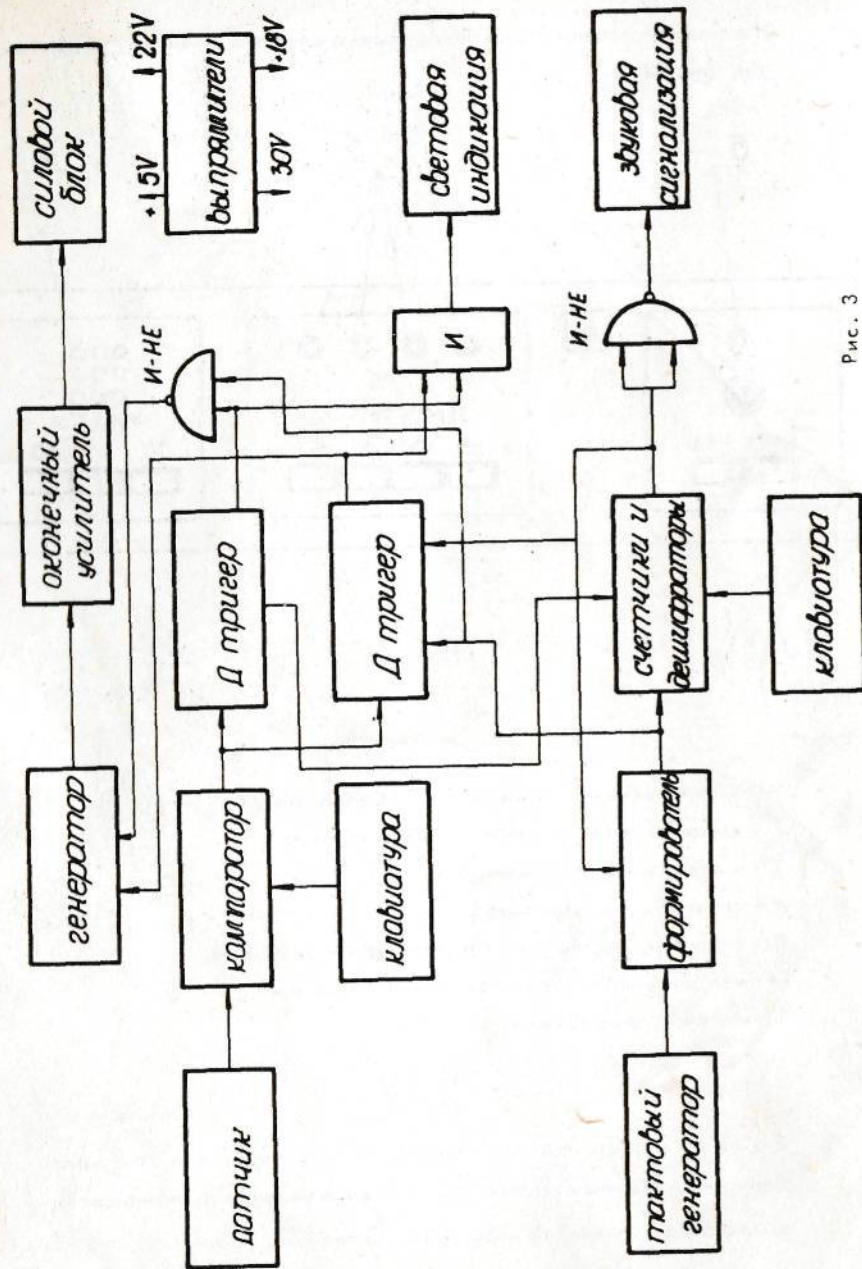 генератор
оконечный
усилитель
силовой
блок
+5V
22V
выпрямители
30V
+18V
И-НЕ
датчик
компаратор
Д тригер
клавиатура
Д тригер
И
световая
индикация
тактовый
генератор
формирователь
счетчики и
дешифраторы
И-НЕ
звуковая
сигнализация
клавиатура
Рис. 3